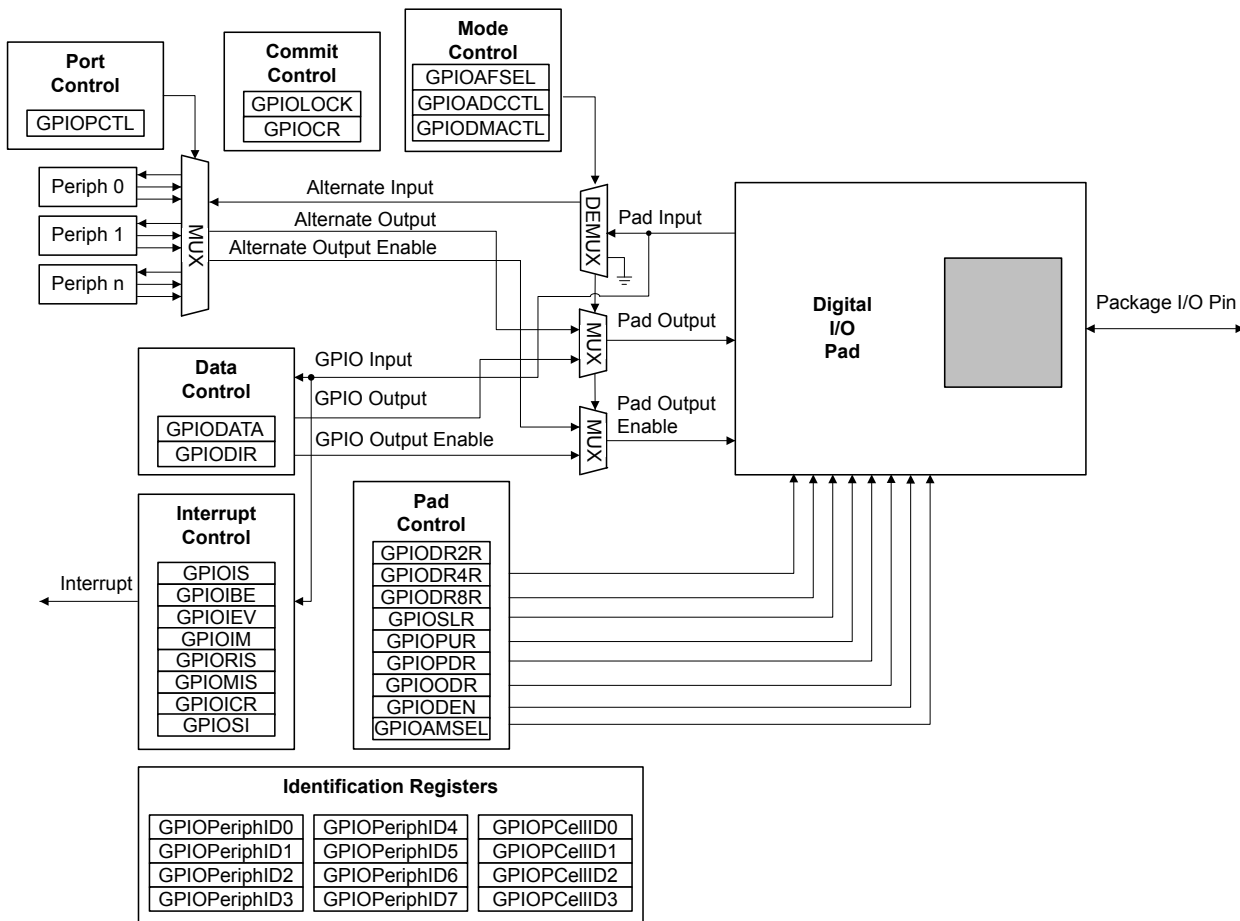 Port
Control
GPIOPCTL
Commit
Control
GPIOLOCK
GPIOCR
Mode
Control
GPIOAFSEL
GPIOADCCTL
GPIODMACTL
Periph 0
Periph 1
Periph n
MUX
Alternate Input
Alternate Output
Alternate Output Enable
DEMUX
Pad Input
MUX
Pad Output
MUX
Pad Output
Enable
Digital
I/O
Pad
Package I/O Pin
Data
Control
GPIODATA
GPIODIR
GPIO Input
GPIO Output
GPIO Output Enable
Interrupt
Interrupt
Control
GPIOIS
GPIOIBE
GPIOIEV
GPIOIM
GPIORIS
GPIOMIS
GPIOICR
GPIOSI
Pad
Control
GPIODR2R
GPIODR4R
GPIODR8R
GPIOSLR
GPIOPUR
GPIOPDR
GPIOODR
GPIODEN
GPIOAMSEL
Identification Registers
GPIOPeriphID0
GPIOPeriphID1
GPIOPeriphID2
GPIOPeriphID3
GPIOPeriphID4
GPIOPeriphID5
GPIOPeriphID6
GPIOPeriphID7
GPIOPCellID0
GPIOPCellID1
GPIOPCellID2
GPIOPCellID3